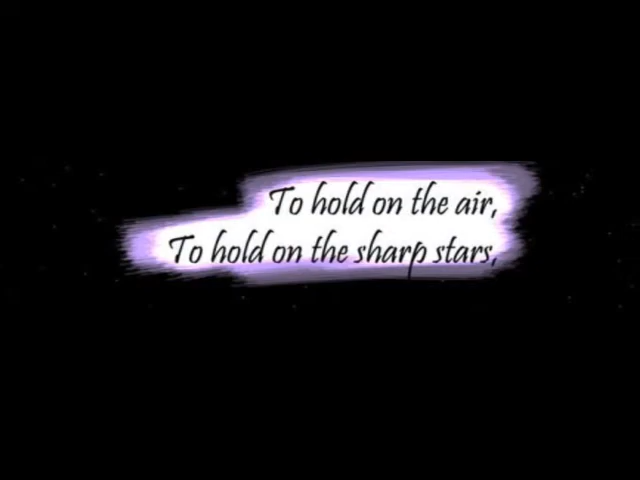 To hold on the air,
To hold on the sharp stars,